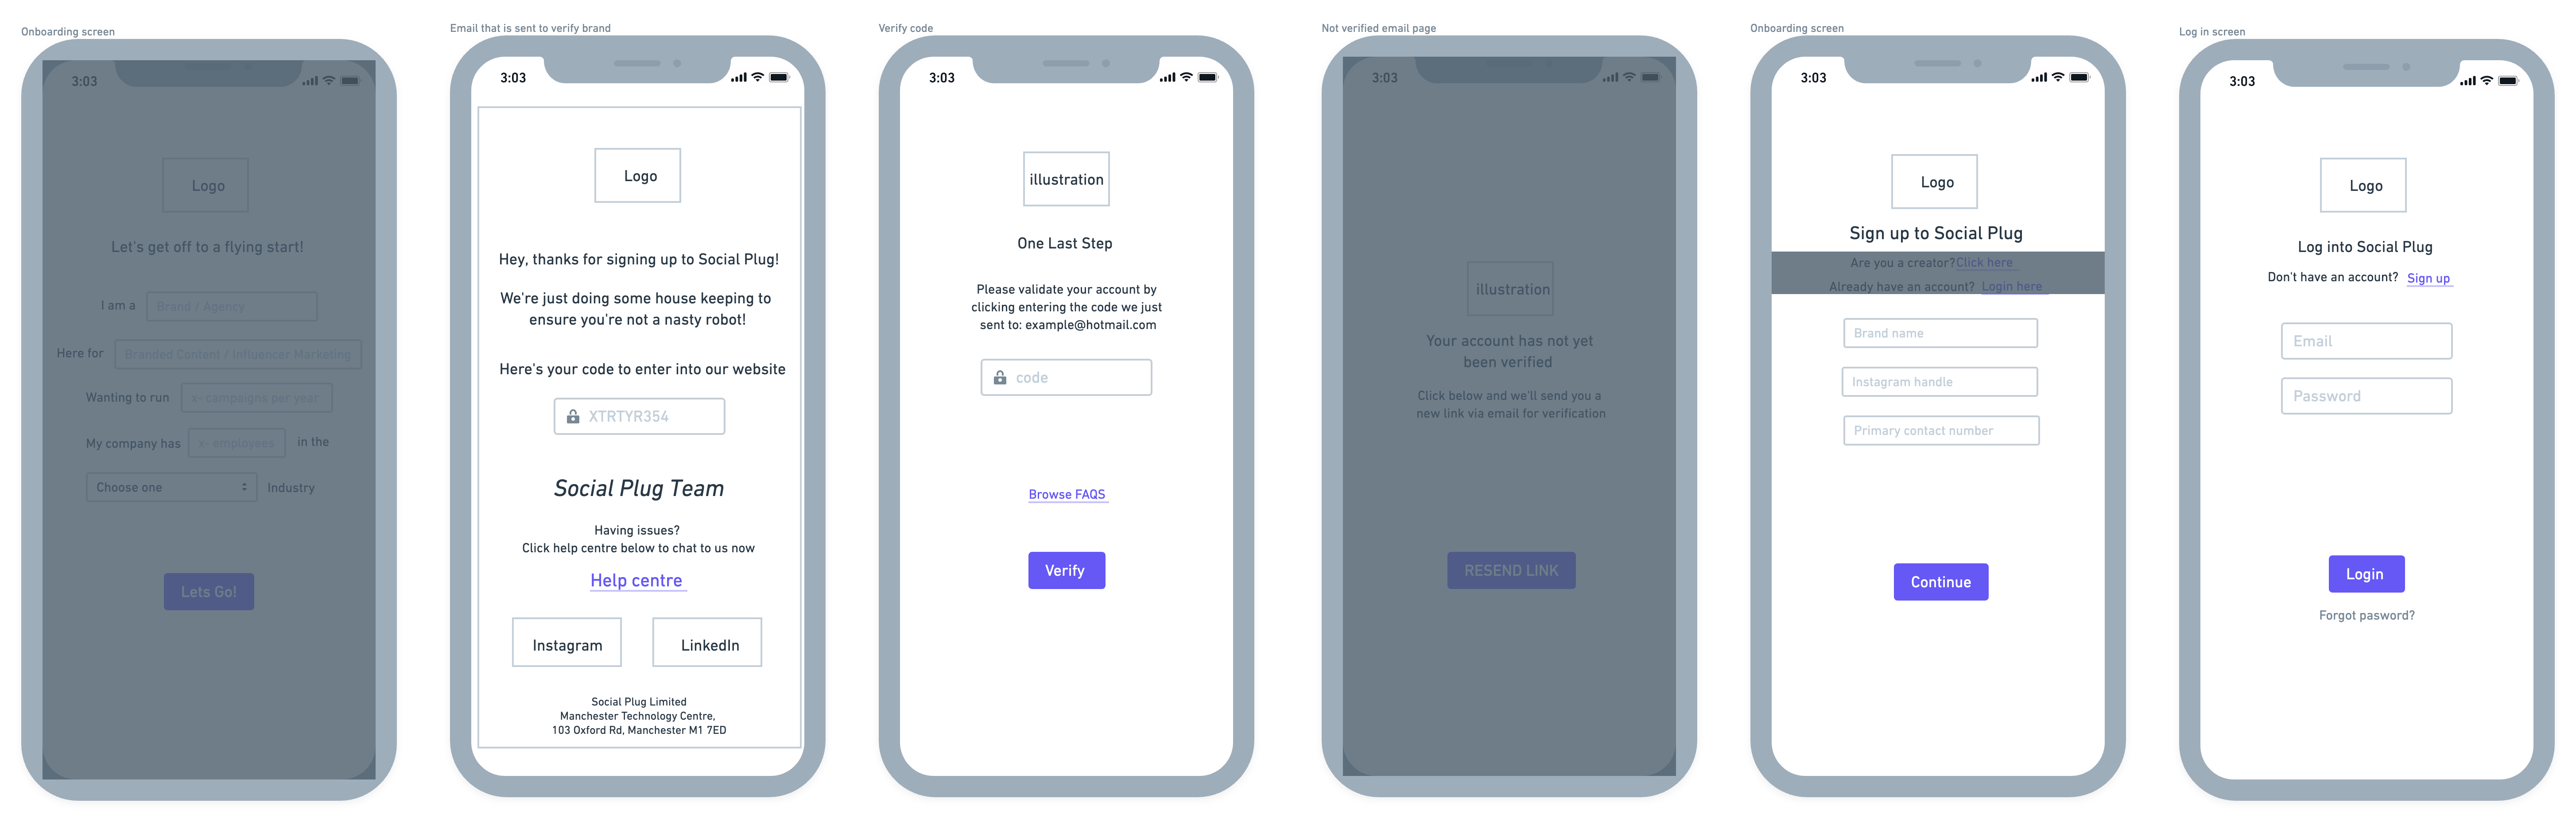 Onboarding screen
3:03
Logo
Let's get off to a flying start!
I am a Brand / Agency
Here for Branded Content / Influencer Marketing
Wanting to run x- campaigns per year
My company has x- employees in the
Choose one Industry
Lets Go!
Email that is sent to verify brand
3:03
Logo
Hey, thanks for signing up to Social Plug!
We're just doing some house keeping to
ensure you're not a nasty robot!
Here's your code to enter into our website
XTRTYR354
Social Plug Team
Having issues?
Click help centre below to chat to us now
Help centre
Instagram LinkedIn
Social Plug Limited
Manchester Technology Centre,
103 Oxford Rd, Manchester M1 7ED
Verify code
3:03
illustration
One Last Step
Please validate your account by
clicking entering the code we just
sent to: example@hotmail.com
code
Browse FAQS
Verify
Not verified email page
3:03
illustration
Your account has not yet
been verified
Click below and we'll send you a
new link via email for verification
RESEND LINK
Onboarding screen
3:03
Logo
Sign up to Social Plug
Are you a creator?Click here
Already have an account? Login here
Brand name
Instagram handle
Primary contact number
Continue
Log in screen
3:03
Logo
Log into Social Plug
Don't have an account? Sign up
Email
Password
Login
Forgot pasword?